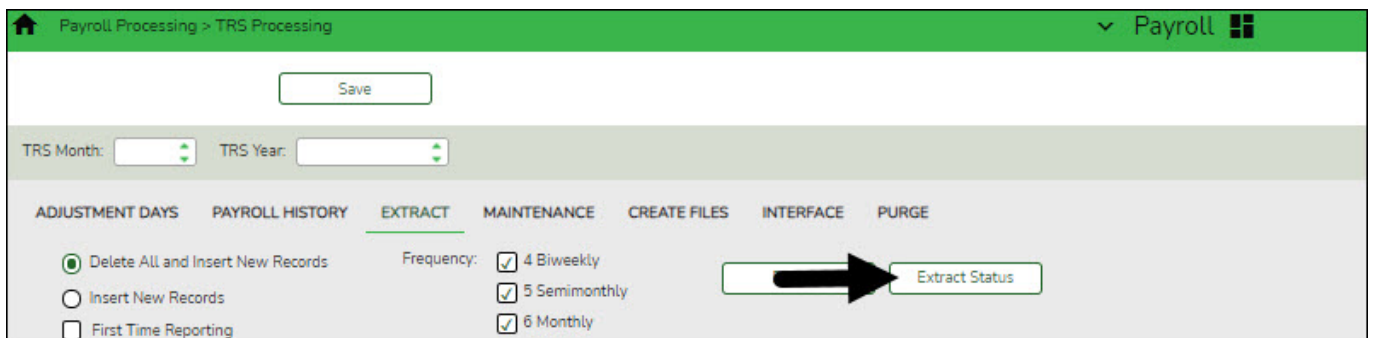 Payroll Processing > TRS Processing
Payroll
Save
TRS Month: TRS Year:
ADJUSTMENT DAYS PAYROLL HISTORY EXTRACT MAINTENANCE CREATE FILES INTERFACE PURGE
Delete All and Insert New Records Frequency: 4 Biweekly
Extract Status
Insert New Records 5 Semimonthly
First Time Reporting 6 Monthly